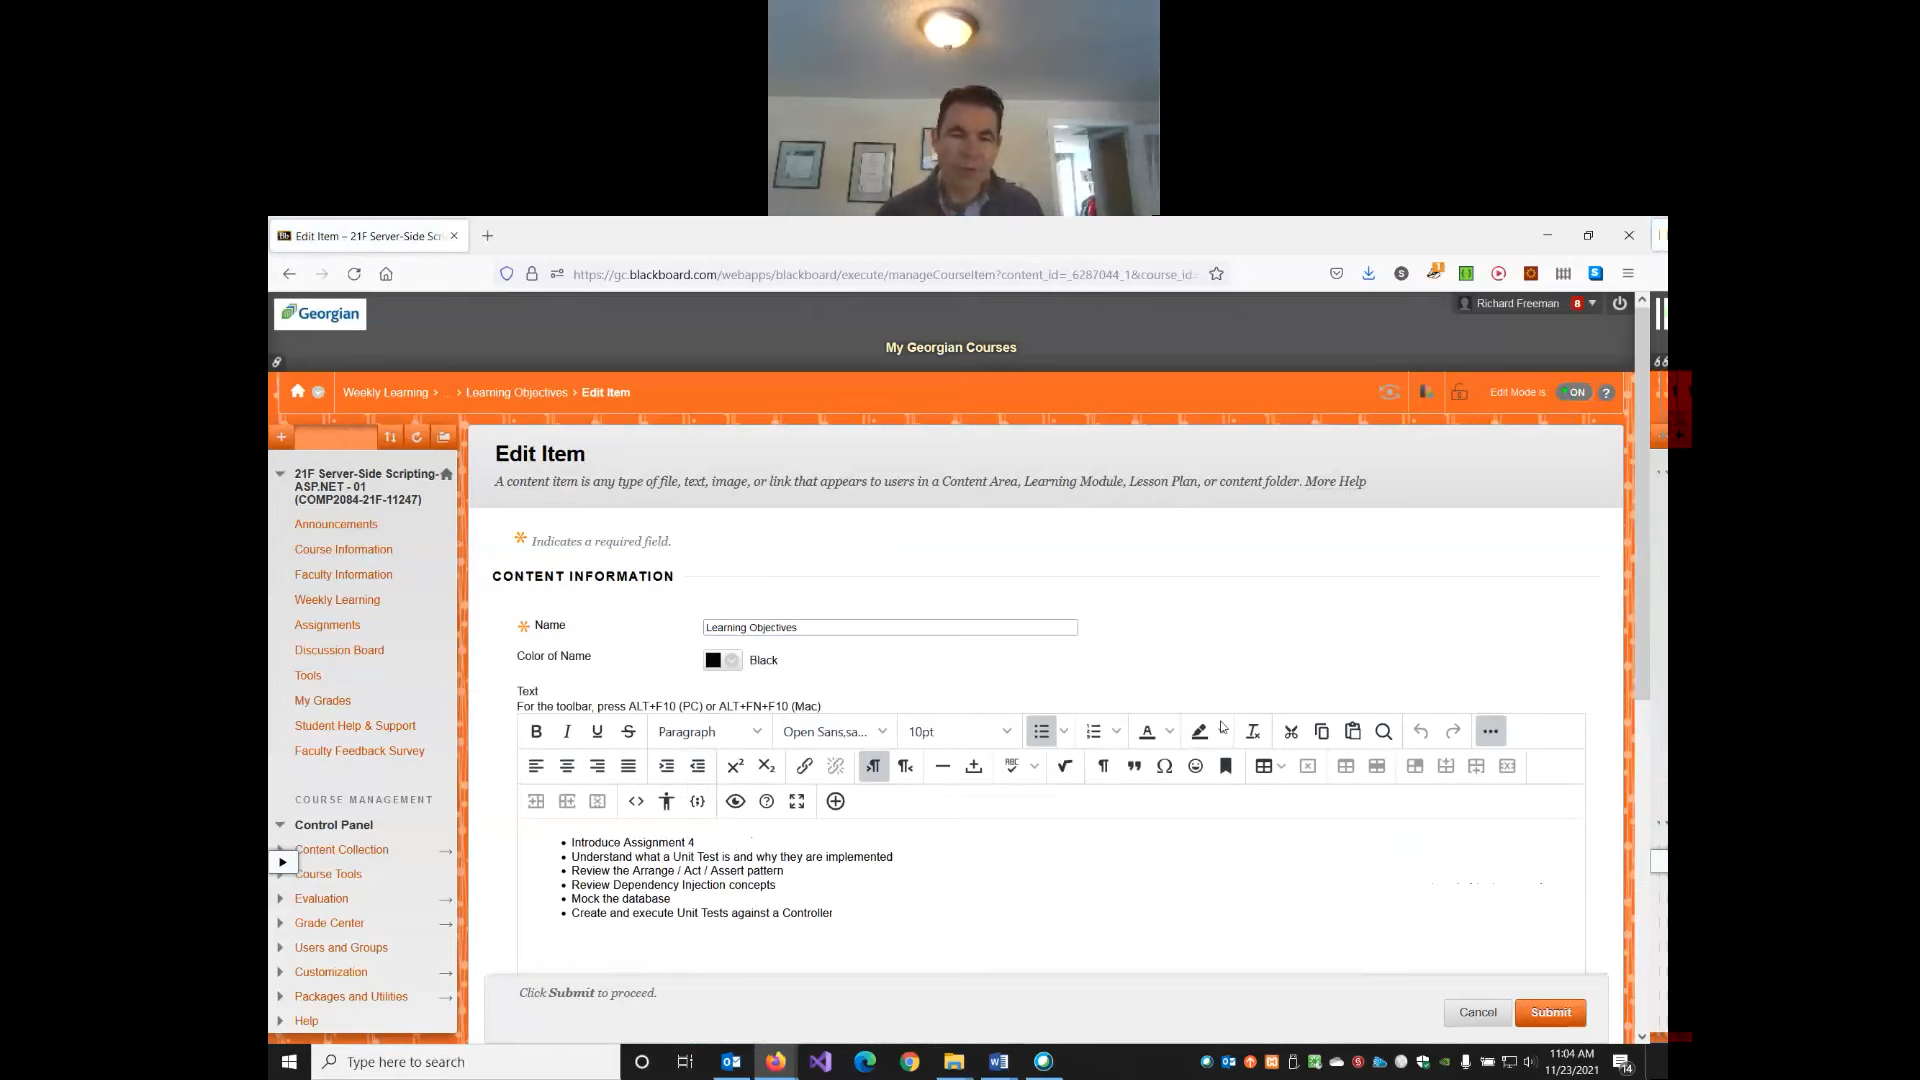 Edit Item – 21F Server-Side Scri
https://gc.blackboard.com/webapps/blackboard/execute/manageCourseItem?content_id=_6287044_1&course_id=
Georgian
Richard Freeman 8
My Georgian Courses
Weekly Learning > ... > Learning Objectives > Edit Item
Edit Mode is: ON ?
21F Server-Side Scripting-
ASP.NET - 01
(COMP2084-21F-11247)
Announcements
Course Information
Faculty Information
Weekly Learning
Assignments
Discussion Board
Tools
My Grades
Student Help & Support
Faculty Feedback Survey
COURSE MANAGEMENT
Control Panel
Content Collection
Course Tools
Evaluation
Grade Center
Users and Groups
Customization
Packages and Utilities
Help
Edit Item
A content item is any type of file, text, image, or link that appears to users in a Content Area, Learning Module, Lesson Plan, or content folder. More Help
Indicates a required field.
CONTENT INFORMATION
Name
Learning Objectives
Color of Name
Black
Text
For the toolbar, press ALT+F10 (PC) or ALT+FN+F10 (Mac)
Paragraph
Open Sans,sa...
10pt
• Introduce Assignment 4
• Understand what a Unit Test is and why they are implemented
• Review the Arrange / Act / Assert pattern
• Review Dependency Injection concepts
• Mock the database
• Create and execute Unit Tests against a Controller
Click Submit to proceed.
Cancel
Submit
Type here to search
11:04 AM
11/23/2021
14